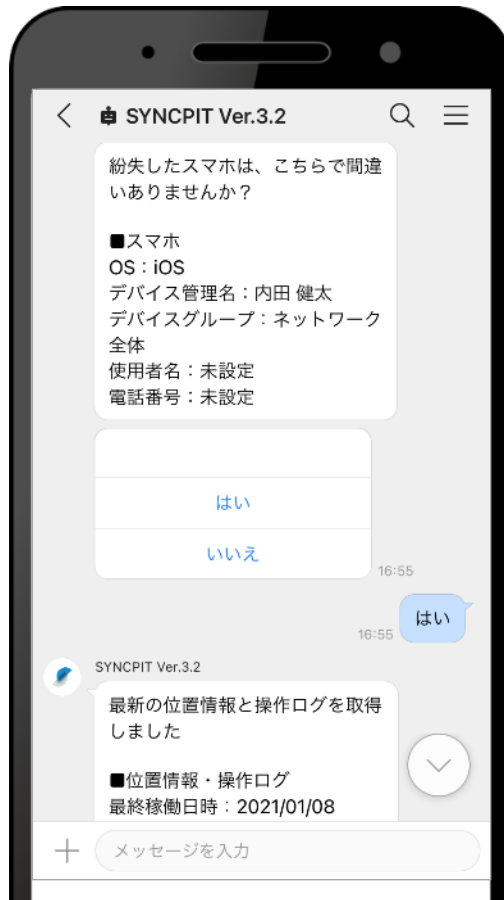 SYNCPIT Ver.3.2
紛失したスマホは、こちらで間違
いありませんか？
■スマホ
OS：iOS
デバイス管理名：内田 健太
デバイスグループ：ネットワーク
全体
使用者名：未設定
電話番号：未設定
はい
いいえ
16:55
はい
16:55
SYNCPIT Ver.3.2
最新の位置情報と操作ログを取得
しました
■位置情報・操作ログ
最終稼働日時：2021/01/08
メッセージを入力